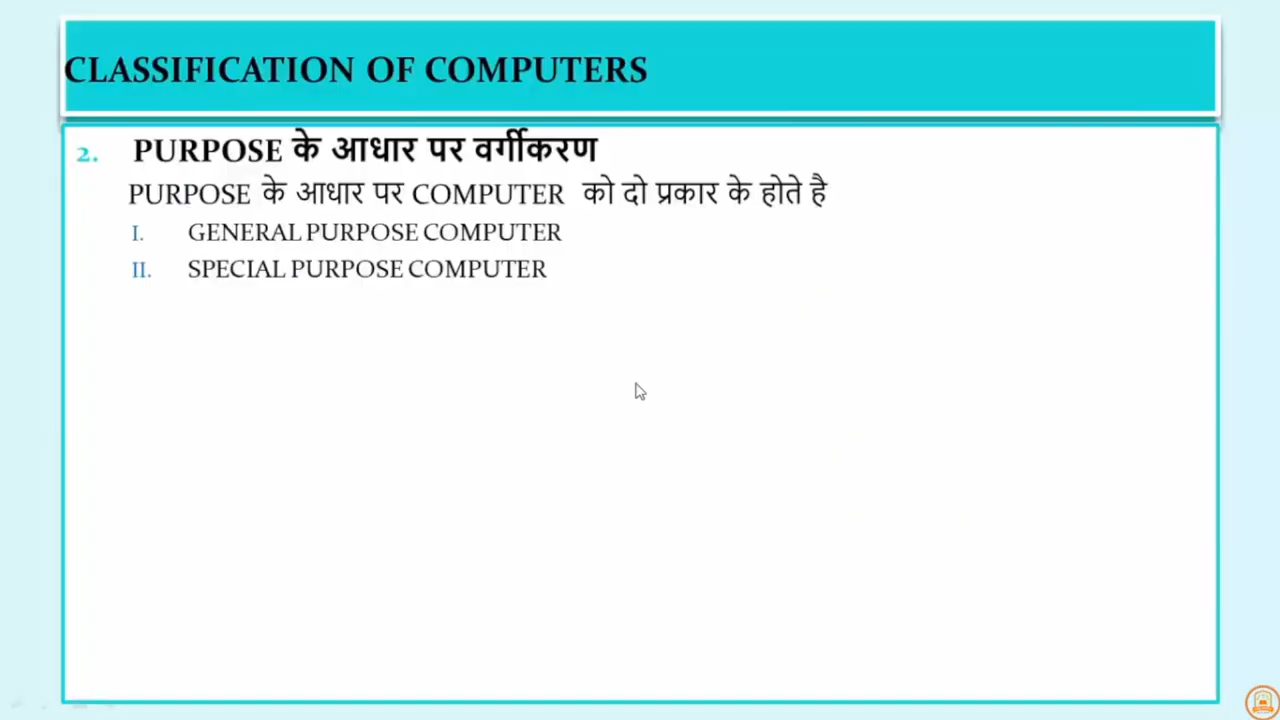 CLASSIFICATION OF COMPUTERS
2. PURPOSE के आधार पर वर्गीकरण
PURPOSE के आधार पर COMPUTER को दो प्रकार के होते है
I. GENERAL PURPOSE COMPUTER
II. SPECIAL PURPOSE COMPUTER